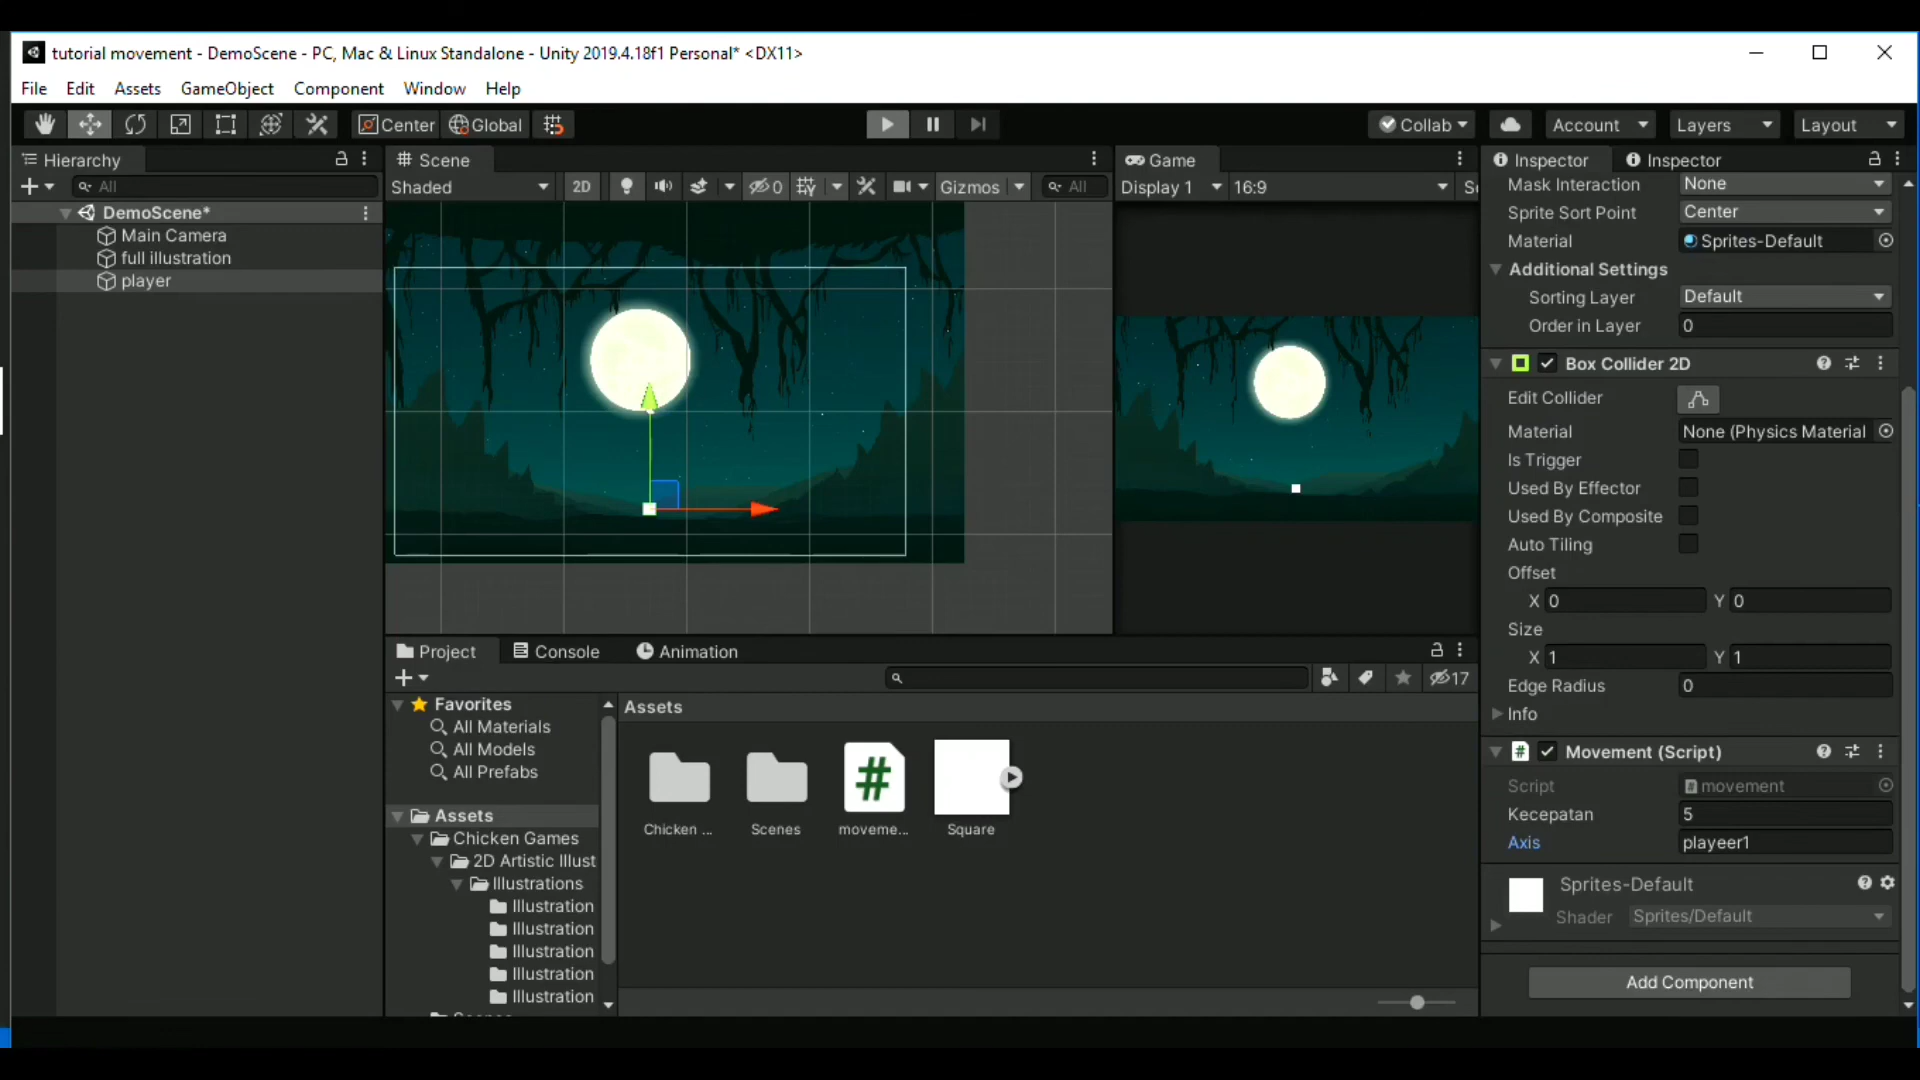 tutorial movement - DemoScene - PC, Mac & Linux Standalone - Unity 2019.4.18f1 Personal* <DX11>
File Edit Assets GameObject Component Window Help
Center Global Collab Account Layers Layout
Hierarchy
All
DemoScene*
Main Camera
full illustration
player
Scene
Shaded 2D 0 Gizmos All
Game
Display 1 16:9
Inspector Inspector
Mask Interaction None
Sprite Sort Point Center
Material Sprites-Default
Additional Settings
Sorting Layer Default
Order in Layer 0
Box Collider 2D
Edit Collider
Material None (Physics Material
Is Trigger
Used By Effector
Used By Composite
Auto Tiling
Offset
X 0 Y 0
Size
X 1 Y 1
Edge Radius 0
Info
# Movement (Script)
Script movement
Kecepatan 5
Axis playeer1
Sprites-Default
Shader Sprites/Default
Add Component
Project Console Animation
17
Favorites
All Materials
All Models
All Prefabs
Assets
Chicken Games
2D Artistic Illust
Illustrations
Illustration
Illustration
Illustration
Illustration
Illustration
Assets
#
Chicken ... Scenes moveme... Square